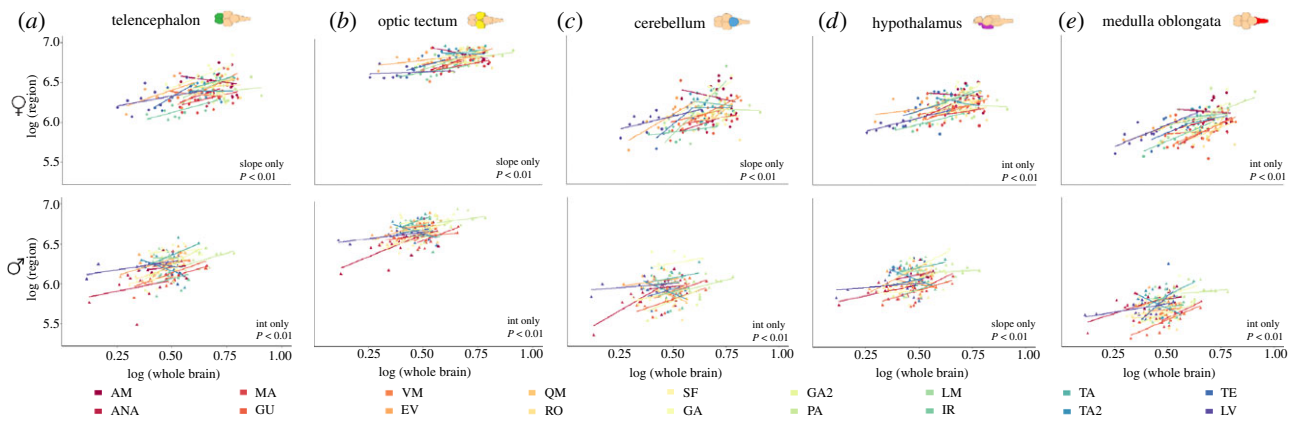 (a) telencephalon (b) optic tectum (c) cerebellum (d) hypothalamus (e) medulla oblongata
7.0
6.5
6.0
5.5
♀ log (region)
slope only slope only slope only int only int only
P < 0.01 P < 0.01 P < 0.01 P < 0.01 P < 0.01
7.0
6.5
6.0
5.5
♂ log (region)
int only int only int only slope only int only
P < 0.01 P < 0.01 P < 0.01 P < 0.01 P < 0.01
0.25 0.50 0.75 1.00 0.25 0.50 0.75 1.00 0.25 0.50 0.75 1.00 0.25 0.50 0.75 1.00 0.25 0.50 0.75 1.00
log (whole brain) log (whole brain) log (whole brain) log (whole brain) log (whole brain)
AM MA VM QM SF GA2 LM TA TE
ANA GU EV RO GA PA IR TA2 LV